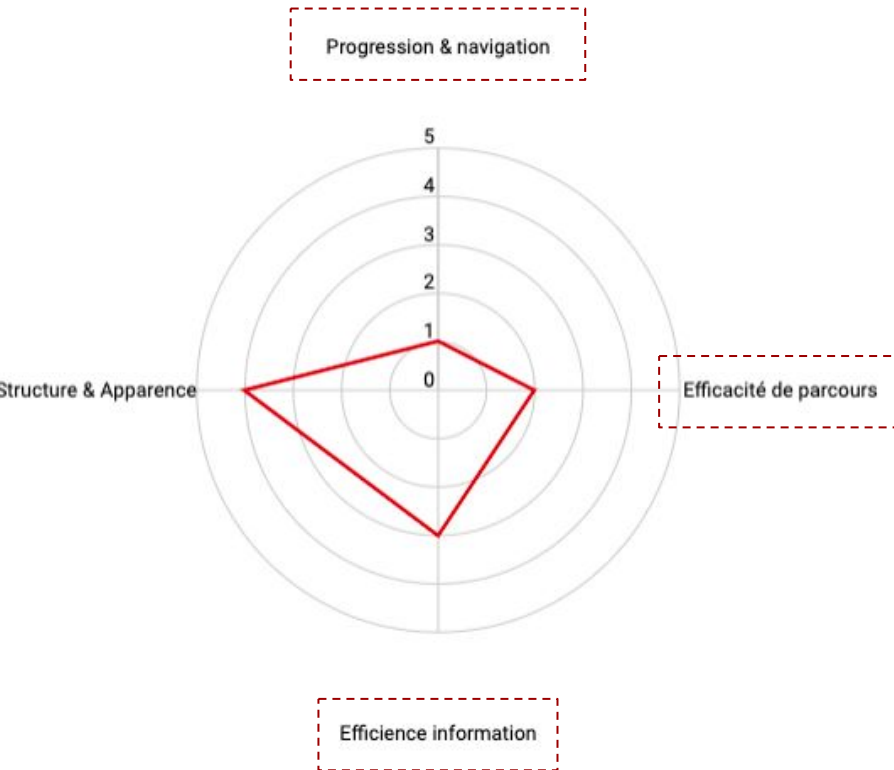 Progression & navigation
5
4
3
2
1
0
Structure & Apparence
Efficacité de parcours
Efficience information